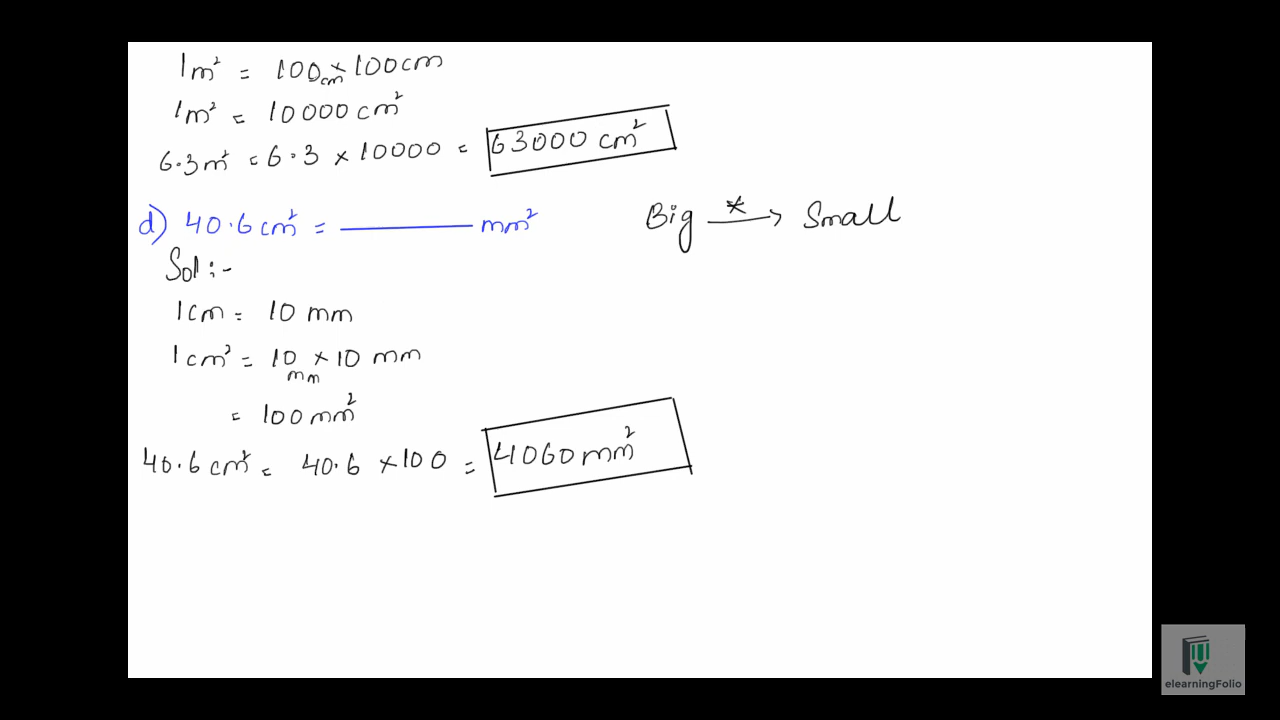 1m² = 100cm × 100cm
1m² = 10000 cm²
6.3m² = 6.3 × 10000 = 63000 cm²
d) 40.6 cm² = ______ mm²
Big * → Small
Sol:-
1cm = 10 mm
1cm² = 10mm × 10 mm
= 100 mm²
40.6 cm² = 40.6 × 100 = 4060 mm²
elearningFolio